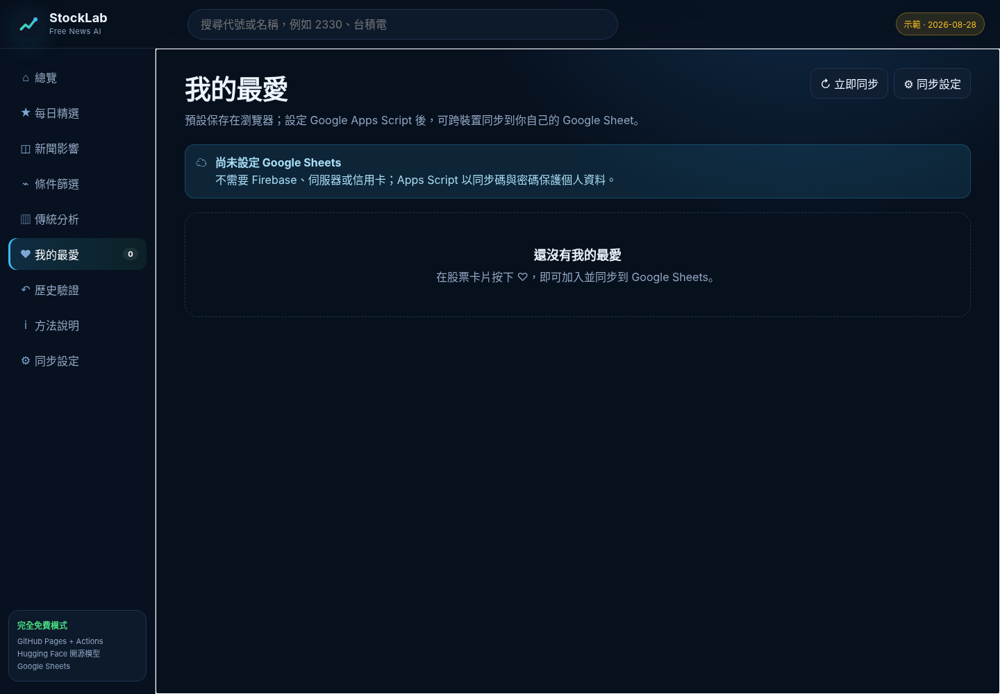 StockLab
Free News AI
搜尋代號或名稱，例如 2330、台積電
示範 · 2026-08-28
總覽
每日精選
新聞影響
條件篩選
傳統分析
我的最愛
0
歷史驗證
方法說明
同步設定
完全免費模式
GitHub Pages + Actions
Hugging Face 開源模型
Google Sheets
我的最愛
預設保存在瀏覽器；設定 Google Apps Script 後，可跨裝置同步到你自己的 Google Sheet。
↻ 立即同步
⚙ 同步設定
尚未設定 Google Sheets
不需要 Firebase、伺服器或信用卡；Apps Script 以同步碼與密碼保護個人資料。
還沒有我的最愛
在股票卡片按下 ♡，即可加入並同步到 Google Sheets。